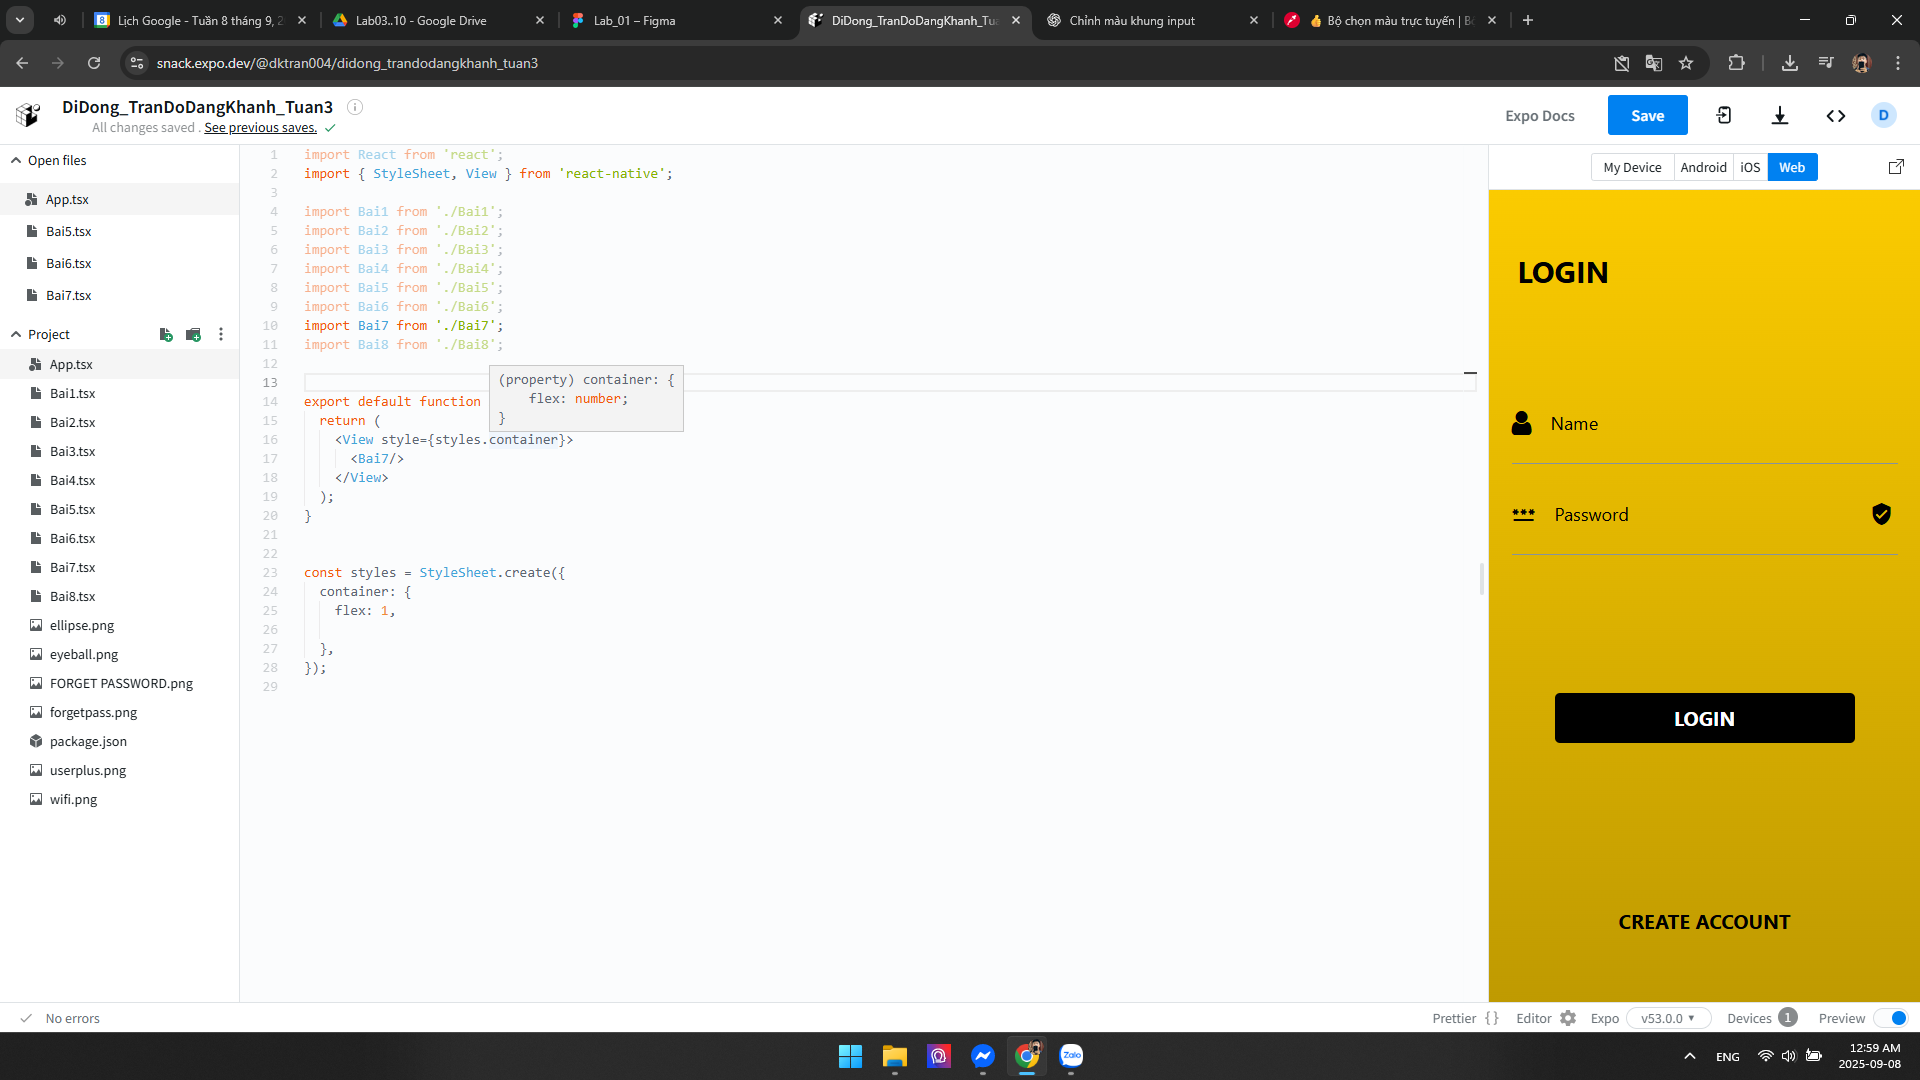 Lịch Google - Tuần 8 tháng 9, 2
Lab03..10 - Google Drive
Lab_01 – Figma
DiDong_TranDoDangKhanh_Tua
Chỉnh màu khung input
👍 Bộ chọn màu trực tuyến | B
snack.expo.dev/@dktran004/didong_trandodangkhanh_tuan3
DiDong_TranDoDangKhanh_Tuan3
All changes saved . See previous saves.
Expo Docs
Save
D
Open files
App.tsx
Bai5.tsx
Bai6.tsx
Bai7.tsx
Project
App.tsx
Bai1.tsx
Bai2.tsx
Bai3.tsx
Bai4.tsx
Bai5.tsx
Bai6.tsx
Bai7.tsx
Bai8.tsx
ellipse.png
eyeball.png
FORGET PASSWORD.png
forgetpass.png
package.json
userplus.png
wifi.png
1 import React from 'react';
2 import { StyleSheet, View } from 'react-native';
3
4 import Bai1 from './Bai1';
5 import Bai2 from './Bai2';
6 import Bai3 from './Bai3';
7 import Bai4 from './Bai4';
8 import Bai5 from './Bai5';
9 import Bai6 from './Bai6';
10 import Bai7 from './Bai7';
11 import Bai8 from './Bai8';
12
13
14 export default function
(property) container: {
flex: number;
}
15 return (
16 <View style={styles.container}>
17 <Bai7/>
18 </View>
19 );
20 }
21
22
23 const styles = StyleSheet.create({
24 container: {
25 flex: 1,
26
27 },
28 });
29
My Device
Android
iOS
Web
LOGIN
Name
Password
LOGIN
CREATE ACCOUNT
No errors
Prettier { }
Editor
Expo
v53.0.0
Devices 1
Preview
Zalo
ENG
12:59 AM
2025-09-08